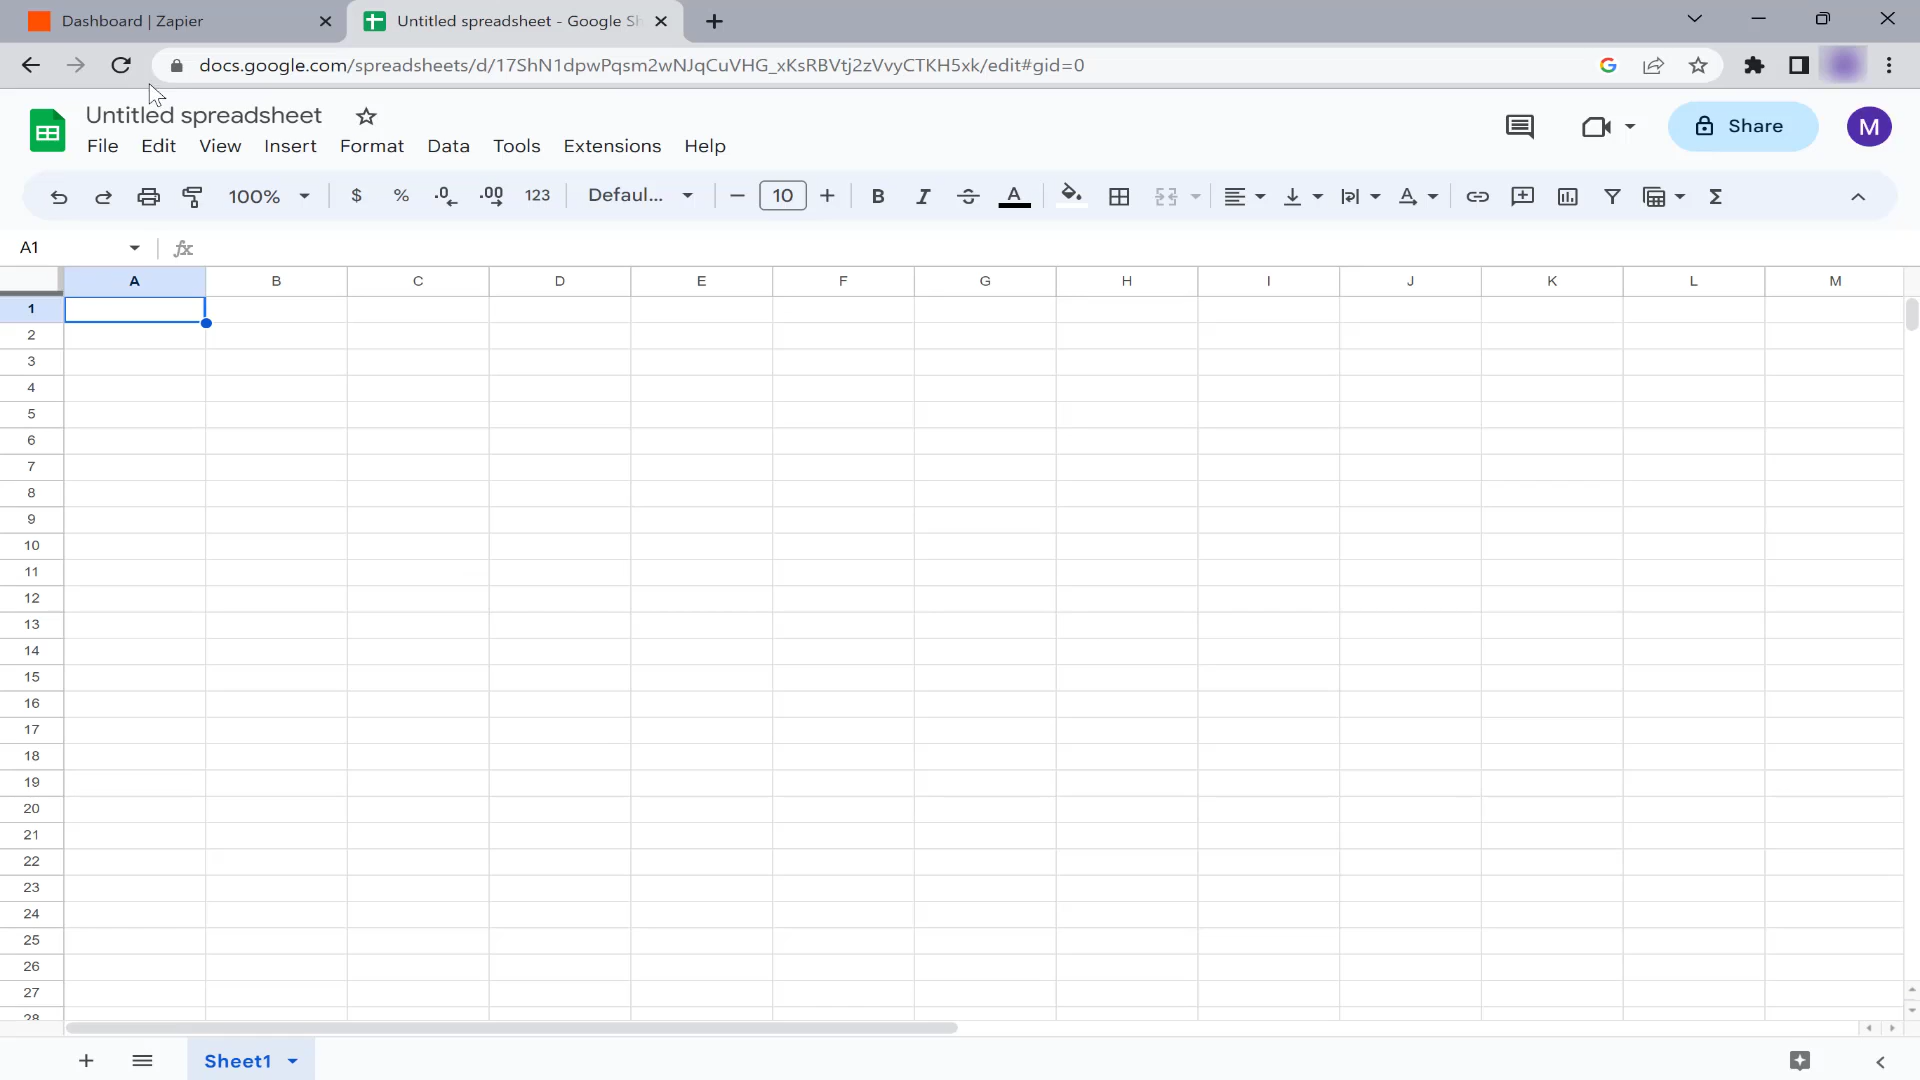 Dashboard | Zapier
Untitled spreadsheet - Google Sh
docs.google.com/spreadsheets/d/17ShN1dpwPqsm2wNJqCuVHG_xKsRBVtj2zVvyCTKH5xk/edit#gid=0
Untitled spreadsheet
File Edit View Insert Format Data Tools Extensions Help
Share
M
100% $ % .0 .00 123 Defaul... 10 B I S A A Σ
A1 fx
A B C D E F G H I J K L M
1
2
3
4
5
6
7
8
9
10
11
12
13
14
15
16
17
18
19
20
21
22
23
24
25
26
27
28
Sheet1